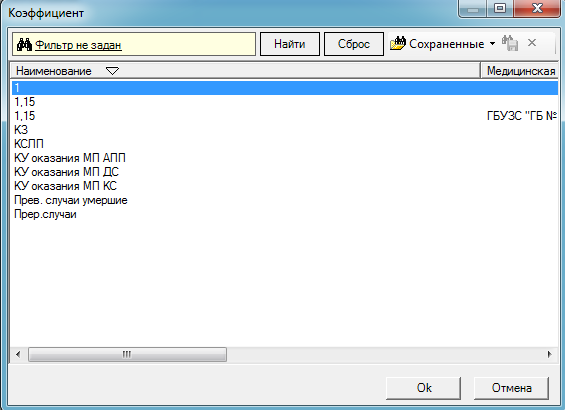 Коэффициент
Фильтр не задан Найти Сброс Сохраненные
Наименование Медицинская
1
1,15
1,15 ГБУЗС "ГБ №
КЗ
КСЛП
КУ оказания МП АПП
КУ оказания МП ДС
КУ оказания МП КС
Прев. случаи умершие
Прер.случаи
Ok Отмена